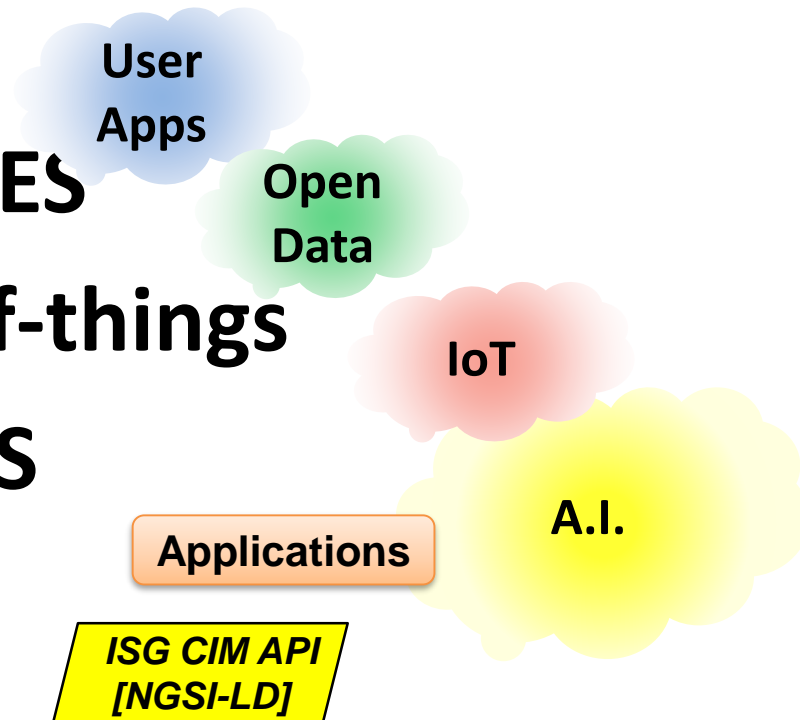 User
Apps
ES
Open
Data
f-things
IoT
S
A.I.
Applications
ISG CIM API
[NGSI-LD]